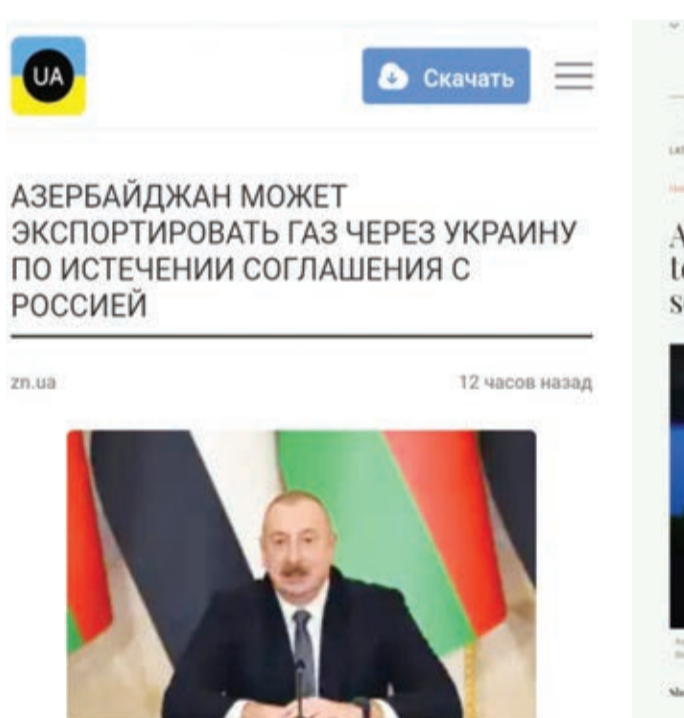 UA
Скачать
АЗЕРБАЙДЖАН МОЖЕТ
ЭКСПОРТИРОВАТЬ ГАЗ ЧЕРЕЗ УКРАИНУ
ПО ИСТЕЧЕНИИ СОГЛАШЕНИЯ С
РОССИЕЙ
zn.ua 12 часов назад